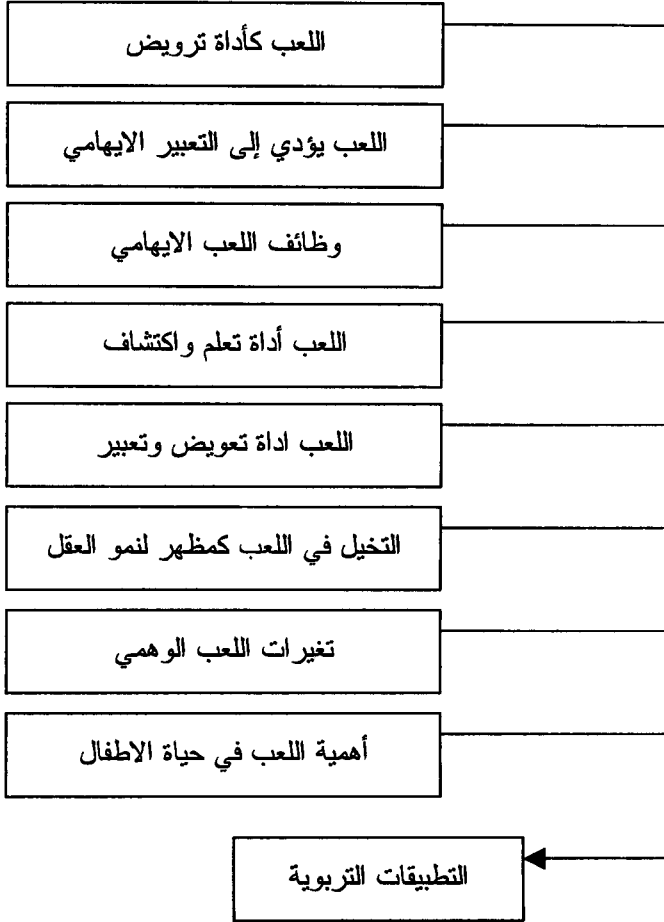 اللعب كأداة ترويض
اللعب يؤدي إلى التعبير الايهامي
وظائف اللعب الايهامي
اللعب أداة تعلم واكتشاف
اللعب اداة تعويض وتعبير
التخيل في اللعب كمظهر لنمو العقل
تغيرات اللعب الوهمي
أهمية اللعب في حياة الاطفال
التطبيقات التربوية